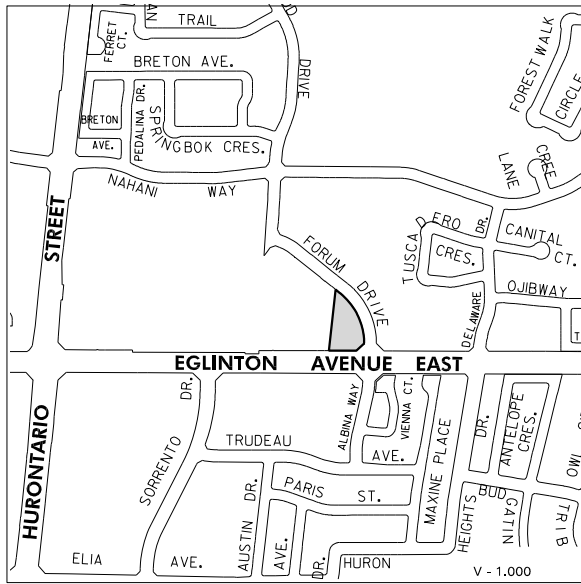 TRAIL
FERRET CT.
DRIVE
BRETON AVE.
FOREST WALK
CIRCLE
BRETON
AVE.
PEDALINA DR.
SPRINGBOK CRES.
CREE
LANE
NAHANI WAY
STREET
FORUM DRIVE
TUSCADERO
CRES.
DR.
CANITAL
CT.
OJIBWAY
DELAWARE
EGLINTON AVENUE EAST
DR.
SORRENTO
ALBINA WAY
VIENNA CT.
TRUDEAU
AVE.
MAXINE PLACE
DR.
ANTELOPE
CRES.
HURONTARIO
DR.
AUSTIN
PARIS ST.
HEIGHTS
BUD
GATIN
TRIB
ELIA AVE.
AVE.
DR.
HURON
V - 1.000